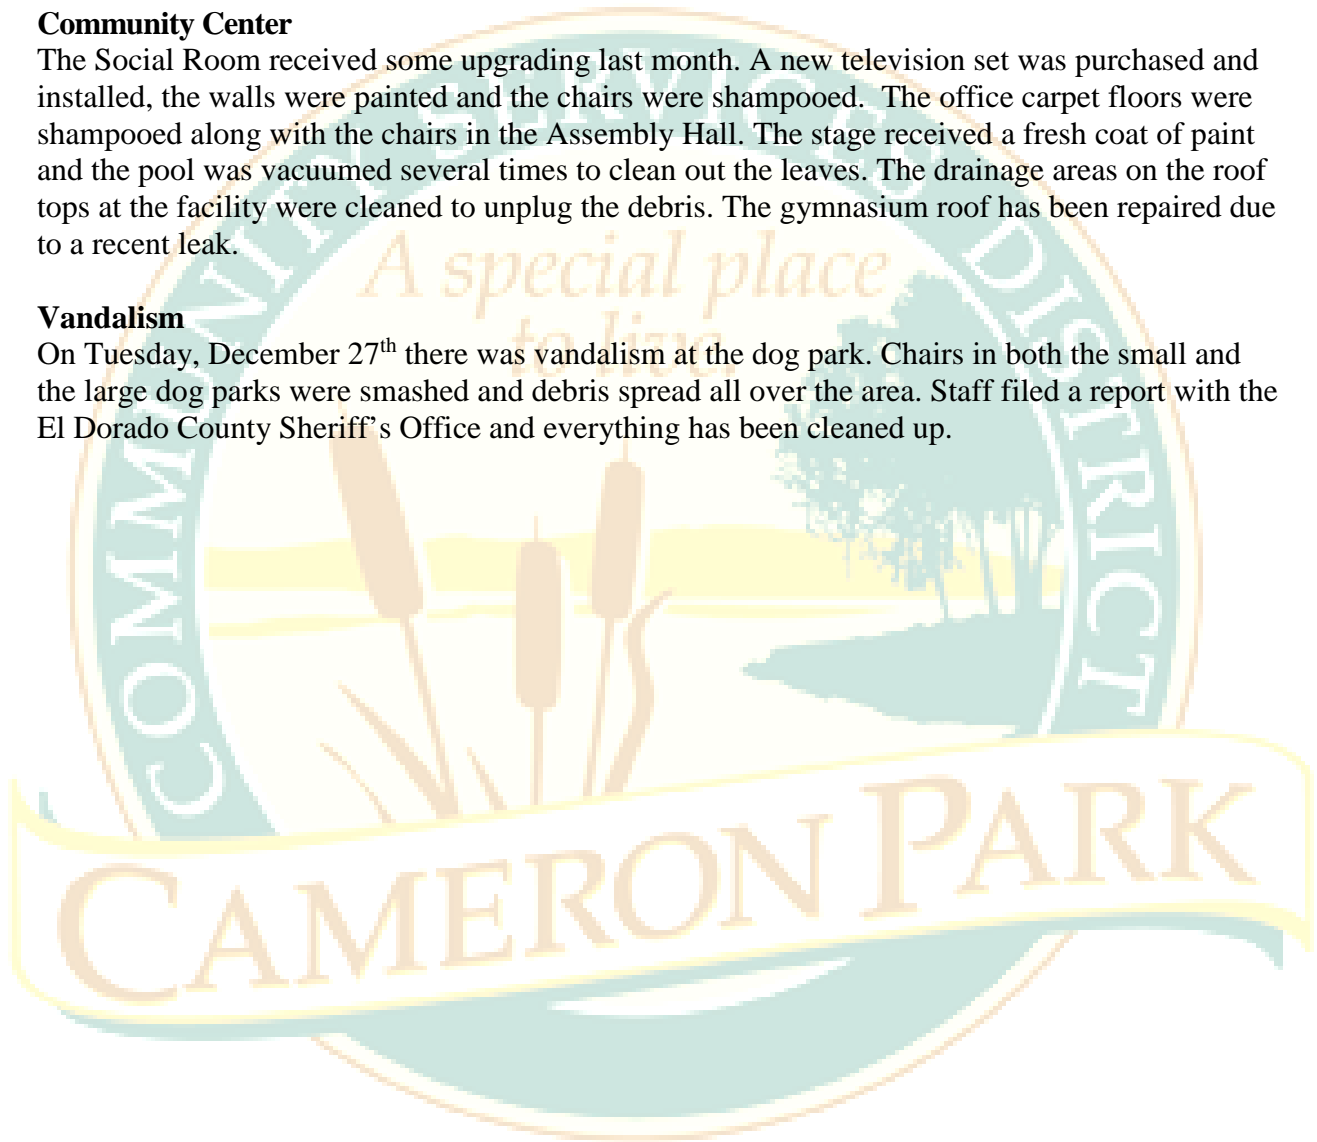 Community Center
The Social Room received some upgrading last month. A new television set was purchased and
installed, the walls were painted and the chairs were shampooed.  The office carpet floors were
shampooed along with the chairs in the Assembly Hall. The stage received a fresh coat of paint
and the pool was vacuumed several times to clean out the leaves. The drainage areas on the roof
tops at the facility were cleaned to unplug the debris. The gymnasium roof has been repaired due
to a recent leak.
Vandalism
On Tuesday, December 27th there was vandalism at the dog park. Chairs in both the small and
the large dog parks were smashed and debris spread all over the area. Staff filed a report with the
El Dorado County Sheriff’s Office and everything has been cleaned up.
COMMUNITY SERVICES DISTRICT
A special place
to live
CAMERON PARK